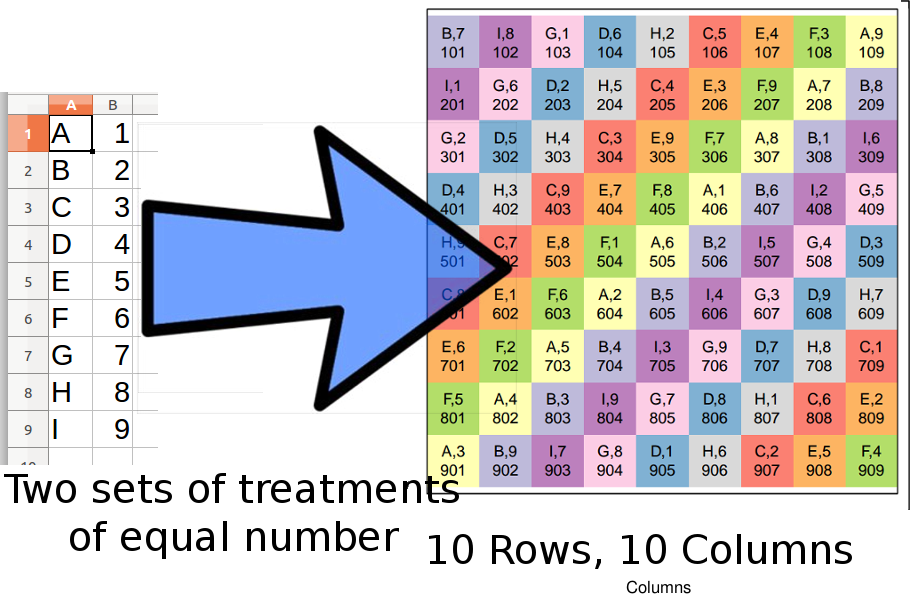 A B
1 A 1
2 B 2
3 C 3
4 D 4
5 E 5
6 F 6
7 G 7
8 H 8
9 I 9
Two sets of treatments
of equal number
B,7 I,8 G,1 D,6 H,2 C,5 E,4 F,3 A,9
101 102 103 104 105 106 107 108 109
I,1 G,6 D,2 H,5 C,4 E,3 F,9 A,7 B,8
201 202 203 204 205 206 207 208 209
G,2 D,5 H,4 C,3 E,9 F,7 A,8 B,1 I,6
301 302 303 304 305 306 307 308 309
D,4 H,3 C,9 E,7 F,8 A,1 B,6 I,2 G,5
401 402 403 404 405 406 407 408 409
H,9 C,7 E,8 F,1 A,6 B,2 I,5 G,4 D,3
501 503 504 505 506 507 508 509
C,8 E,1 F,6 A,2 B,5 I,4 G,3 D,9 H,7
602 603 604 605 606 607 608 609
E,6 F,2 A,5 B,4 I,3 G,9 D,7 H,8 C,1
701 702 703 704 705 706 707 708 709
F,5 A,4 B,3 I,9 G,7 D,8 H,1 C,6 E,2
801 802 803 804 805 806 807 808 809
A,3 B,9 I,7 G,8 D,1 H,6 C,2 E,5 F,4
901 902 903 904 905 906 907 908 909
10 Rows, 10 Columns
Columns